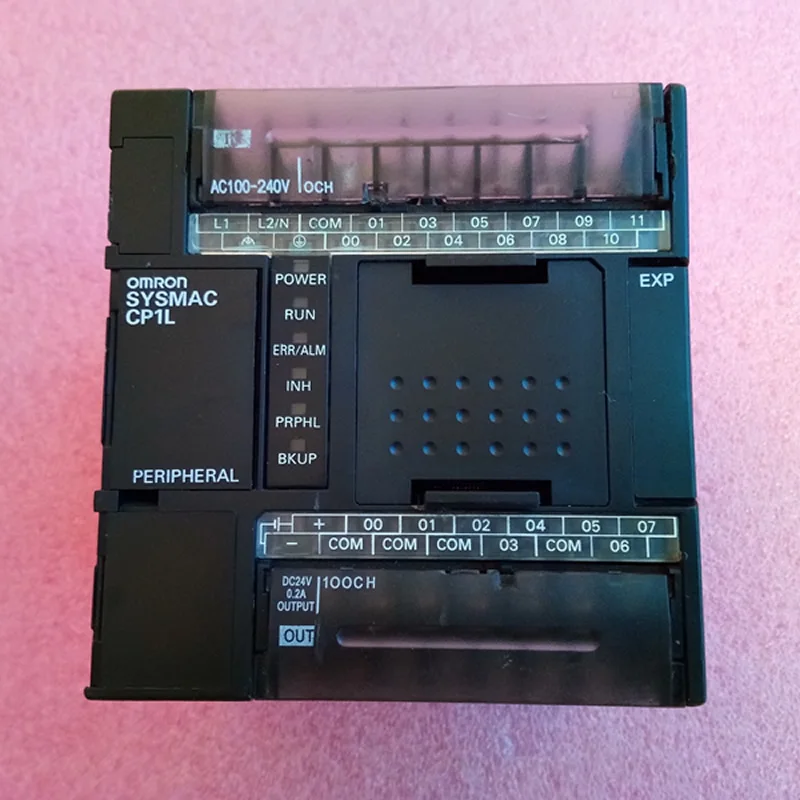 IN
AC100-240V 0CH
L1 L2/N COM 01 03 05 07 09 11
00 02 04 06 08 10
OMRON
SYSMAC
CP1L
PERIPHERAL
POWER
RUN
ERR/ALM
INH
PRPHL
BKUP
EXP
+ 00 01 02 04 05 07
− COM COM COM 03 COM 06
DC24V
0.2A
OUTPUT
100CH
OUT